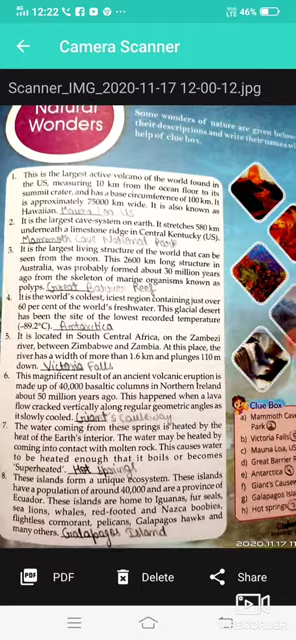 4G 12:22
VoLTE 46%
Camera Scanner
Scanner_IMG_2020-11-17 12-00-12.jpg
Natural
Wonders
Some wonders of nature are given below
their descriptions and write their names wi
help of clue box.
1. This is the largest active volcano of the world found in
the US, measuring 10 km from the ocean floor to its
summit crater, and has a base circumference of 100 km. It
is approximately 75000 km wide. It is also known as
Hawaiian. Mauna Loa Us
2. It is the largest cave-system on earth. It stretches 580 km
underneath a limestone ridge in Central Kentucky (US).
Mammoth Cave National Park
3. It is the largest living structure of the world that can be
seen from the moon. This 2600 km long structure in
Australia, was probably formed about 30 million years
ago from the skeleton of marine organisms known as
polyps. Great Barrier Reef
4. It is the world's coldest, iciest region containing just over
60 per cent of the world's freshwater. This glacial desert
has been the site of the lowest recorded temperature
(–89.2°C). Antarctica
5. It is located in South Central Africa, on the Zambezi
river, between Zimbabwe and Zambia. At this place, the
river has a width of more than 1.6 km and plunges 110 m
down. Victoria Falls
6. This magnificent result of an ancient volcanic eruption is
made up of 40,000 basaltic columns in Northern Ireland
about 50 million years ago. This happened when a lava
flow cracked vertically along regular geometric angles as
it slowly cooled. Giant's Causeway
7. The water coming from these springs is heated by the
heat of the Earth's interior. The water may be heated by
coming into contact with molten rock. This causes water
to be heated enough that it boils or becomes
'Superheated'. Hot springs
8. These islands form a unique ecosystem. These islands
have a population of around 40,000 and are a province of
Ecuador. These islands are home to Iguanas, fur seals,
sea lions, whales, red-footed and Nazca boobies,
flightless cormorant, pelicans, Galapagos hawks and
many others. Galapagos Island
Clue Box
a) Mammoth Cave
Park
b) Victoria Falls
c) Mauna Loa, US
d) Great Barrier R
e) Antarctica
f) Giant's Causew
g) Galapagos Isl
h) Hot springs
2020.11.17 11
PDF
PDF
Delete
Share
RECORDER